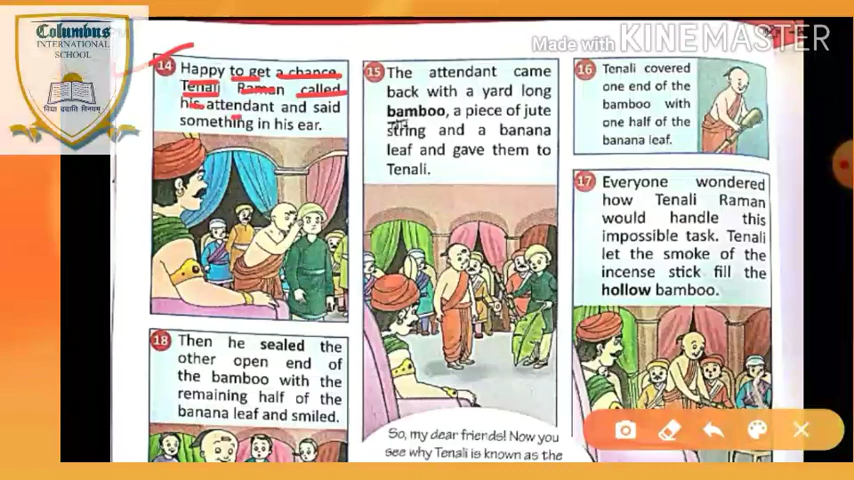 Columbus
INTERNATIONAL
SCHOOL
विद्या ददाति विनयम्
Made with KINEMASTER
14 Happy to get a chance,
Tenali Raman called
his attendant and said
something in his ear.
15 The attendant came
back with a yard long
bamboo, a piece of jute
string and a banana
leaf and gave them to
Tenali.
16 Tenali covered
one end of the
bamboo with
one half of the
banana leaf.
17 Everyone wondered
how Tenali Raman
would handle this
impossible task. Tenali
let the smoke of the
incense stick fill the
hollow bamboo.
18 Then he sealed the
other open end of
the bamboo with the
remaining half of the
banana leaf and smiled.
So, my dear friends! Now you
see why Tenali is known as the